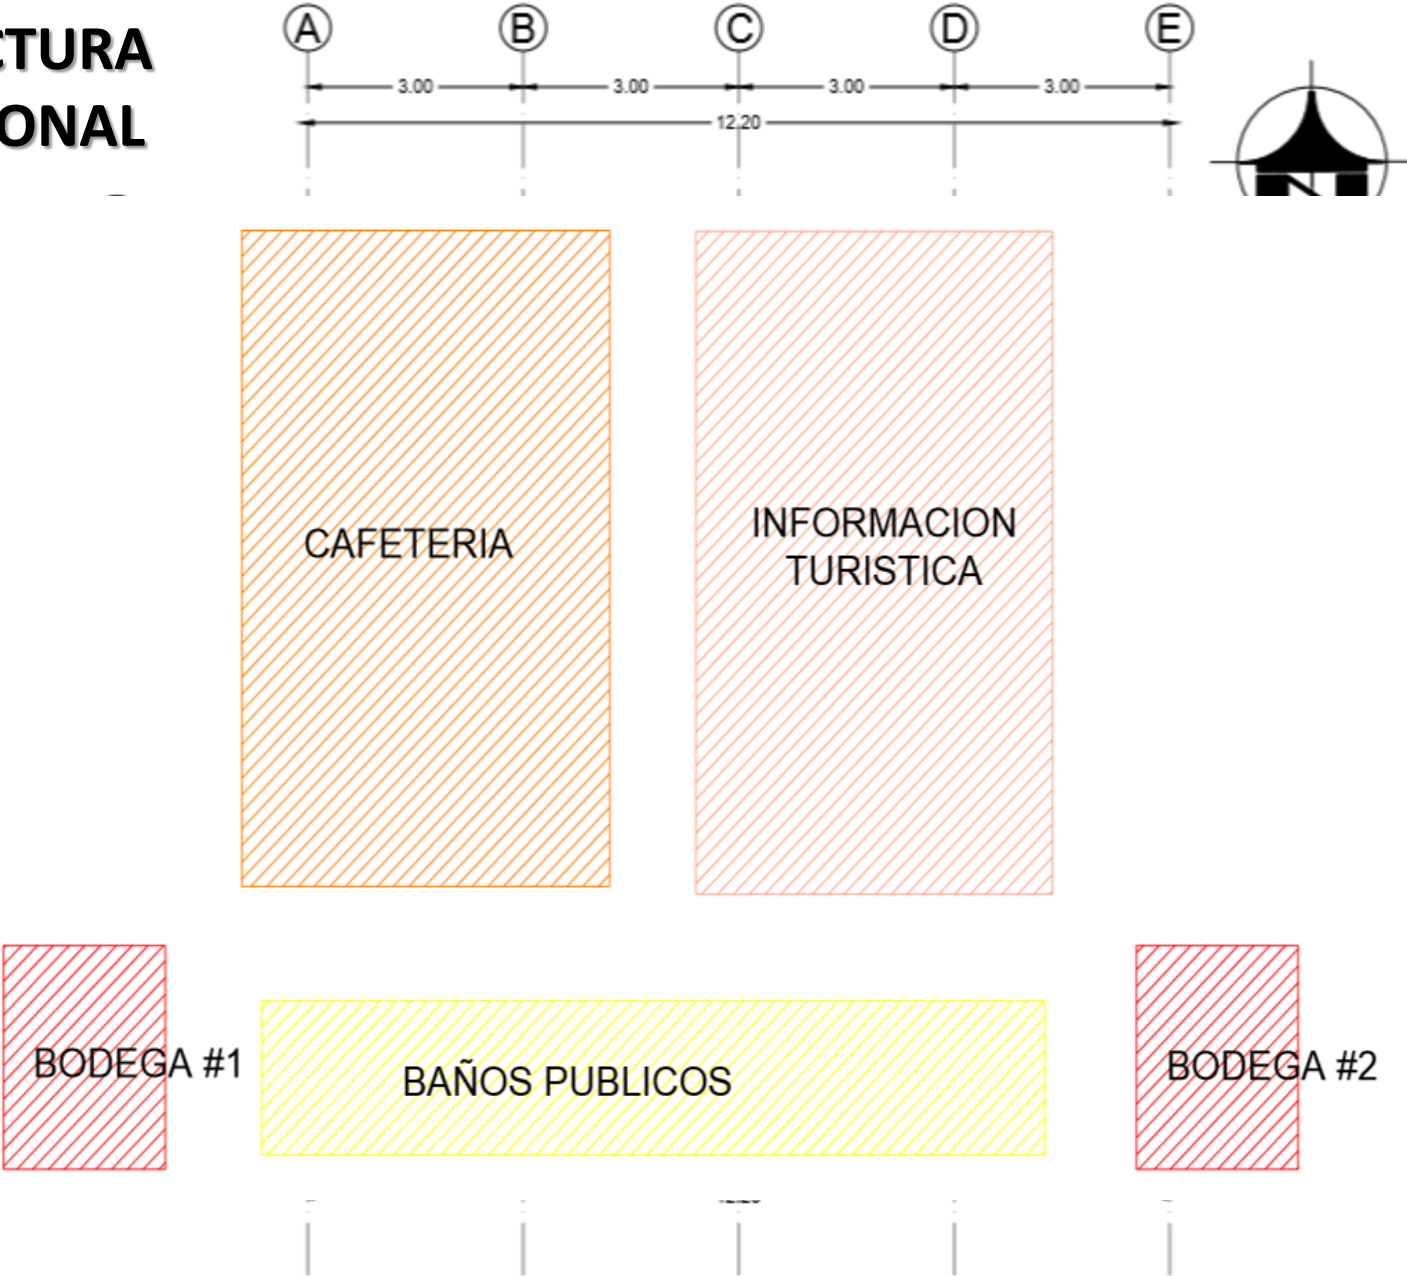 CTURA
ONAL
A B C D E
3.00 3.00 3.00 3.00
12.20
N
CAFETERIA
INFORMACION
TURISTICA
BODEGA #1
BAÑOS PUBLICOS
BODEGA #2